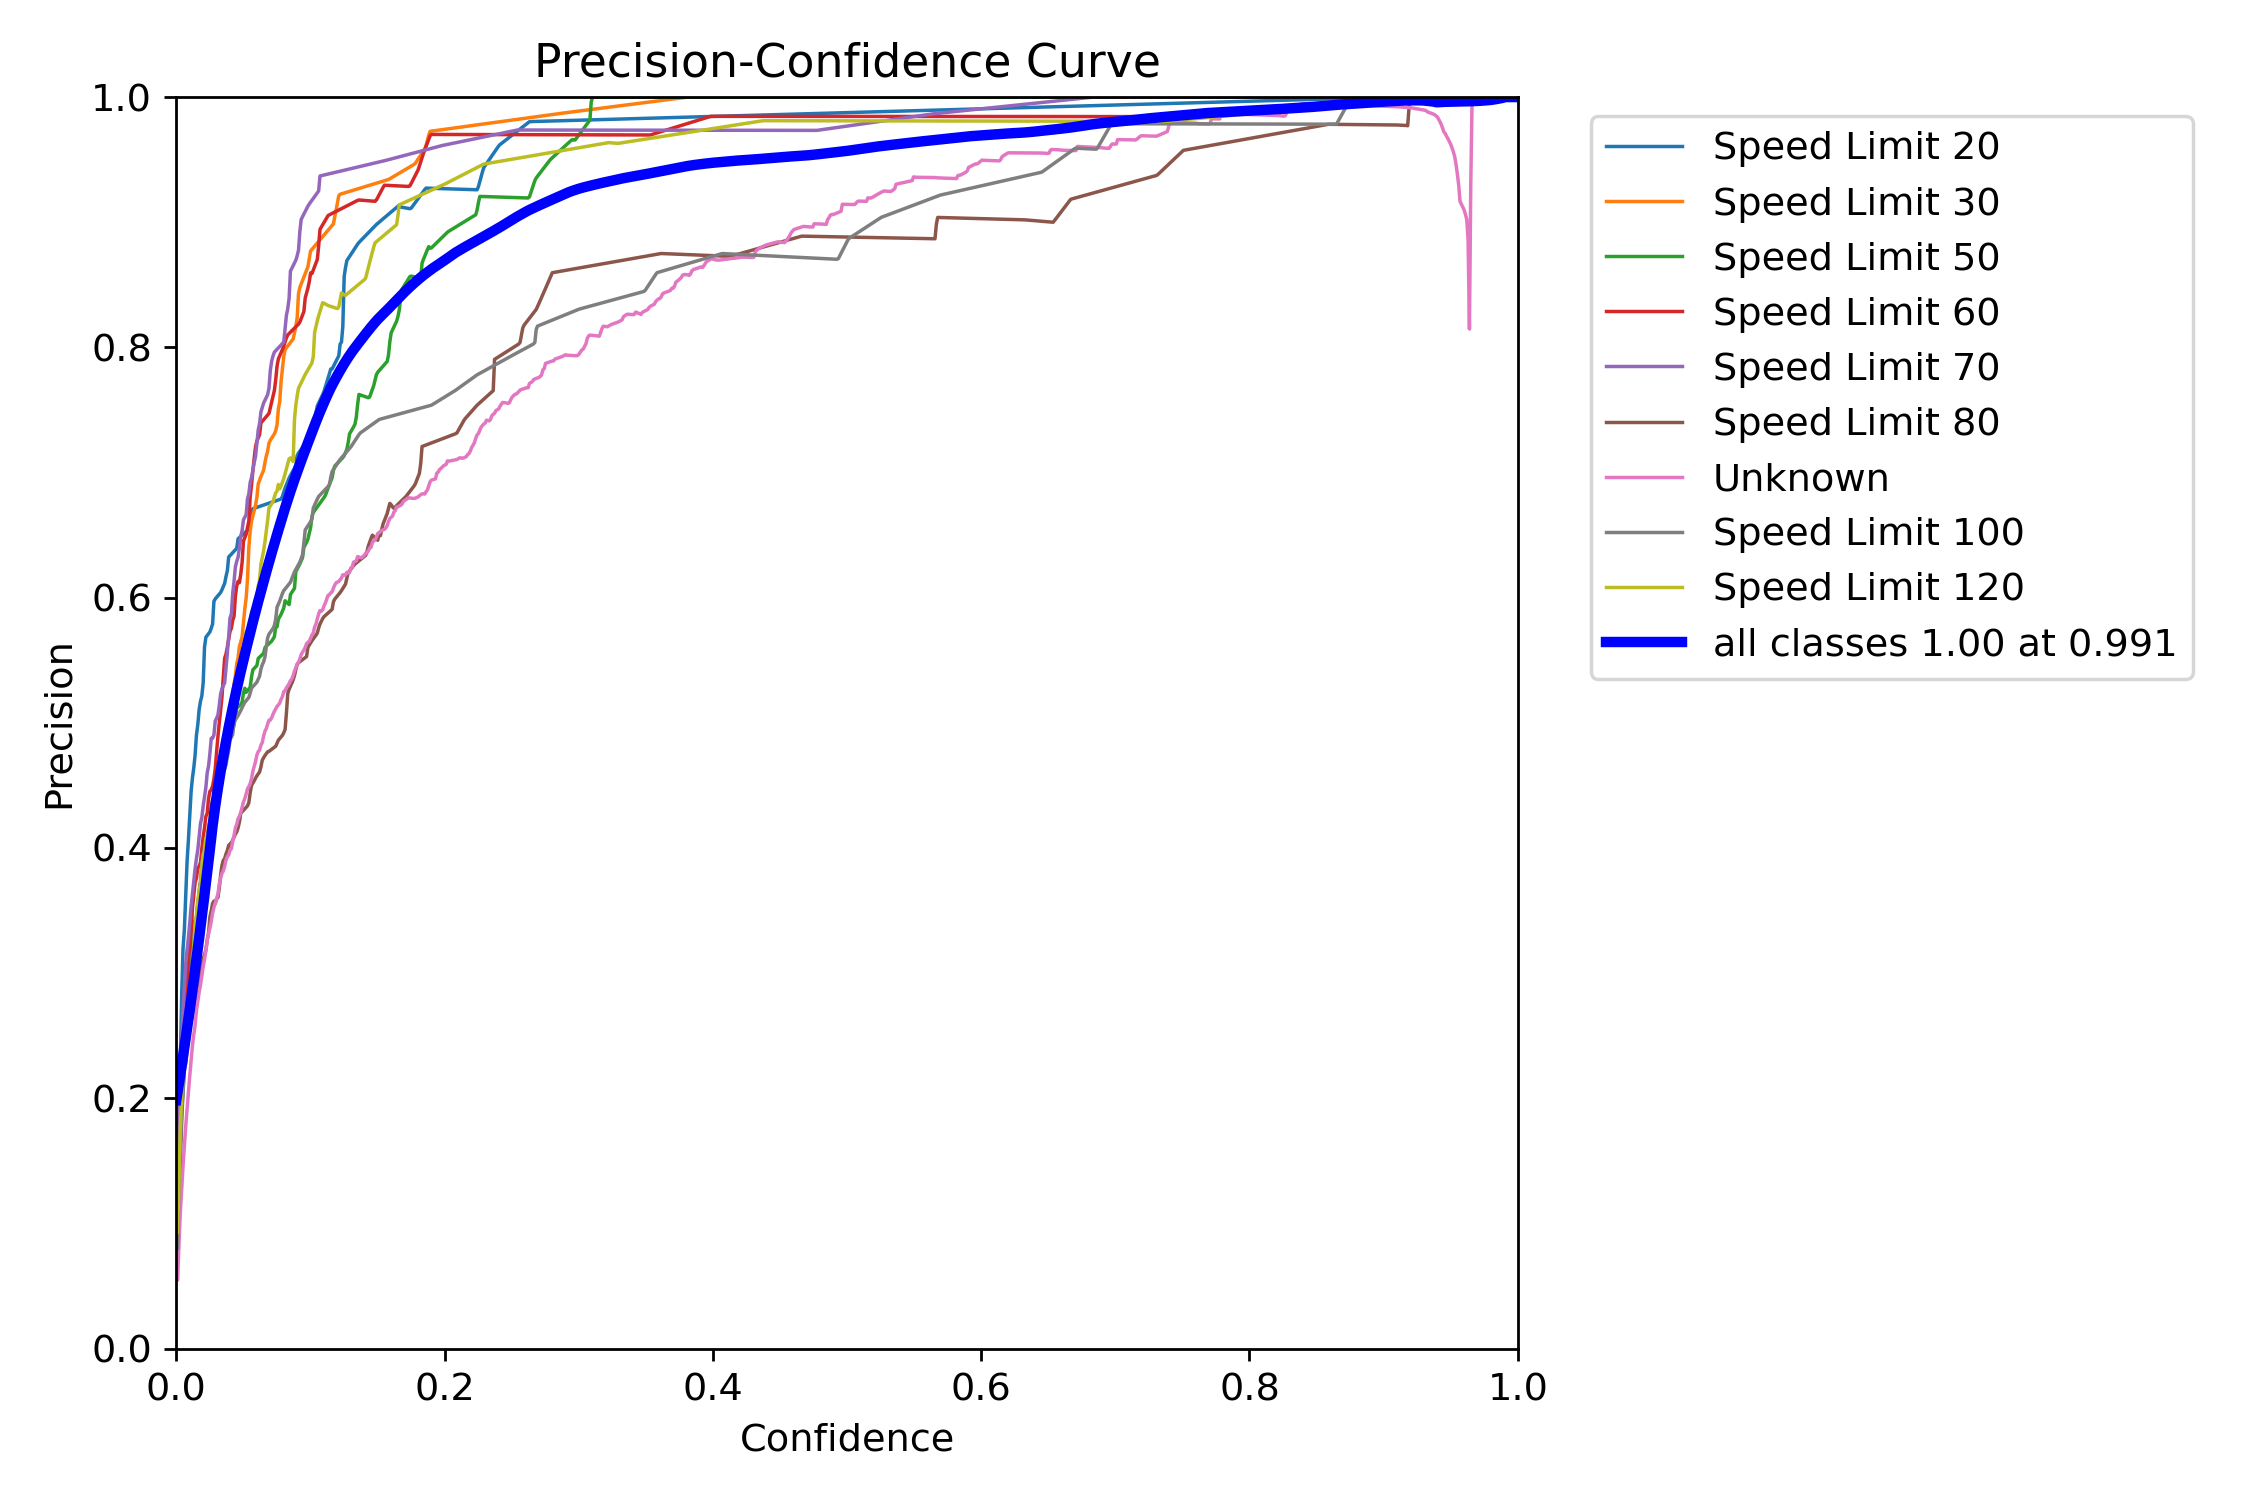 Precision-Confidence Curve
1.0
0.8
0.6
0.4
0.2
0.0
Precision
0.0 0.2 0.4 0.6 0.8 1.0
Confidence
Speed Limit 20
Speed Limit 30
Speed Limit 50
Speed Limit 60
Speed Limit 70
Speed Limit 80
Unknown
Speed Limit 100
Speed Limit 120
all classes 1.00 at 0.991